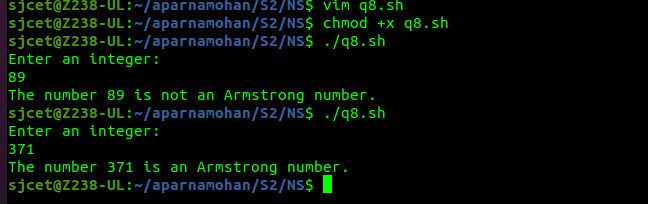 sjcet@Z238-UL:~/aparnamohan/S2/NS$ vim q8.sh
sjcet@Z238-UL:~/aparnamohan/S2/NS$ chmod +x q8.sh
sjcet@Z238-UL:~/aparnamohan/S2/NS$ ./q8.sh
Enter an integer:
89
The number 89 is not an Armstrong number.
sjcet@Z238-UL:~/aparnamohan/S2/NS$ ./q8.sh
Enter an integer:
371
The number 371 is an Armstrong number.
sjcet@Z238-UL:~/aparnamohan/S2/NS$